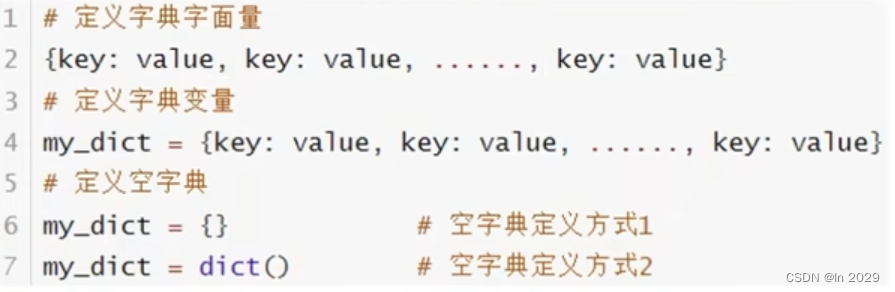 1 # 定义字典字面量
2 {key: value, key: value, ......, key: value}
3 # 定义字典变量
4 my_dict = {key: value, key: value, ......, key: value}
5 # 定义空字典
6 my_dict = {} # 空字典定义方式1
7 my_dict = dict() # 空字典定义方式2
CSDN @ln 2029